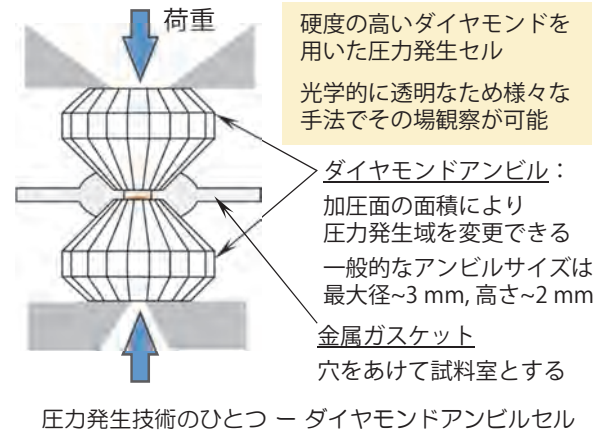 荷重
硬度の高いダイヤモンドを
用いた圧力発生セル
光学的に透明なため様々な
手法でその場観察が可能
ダイヤモンドアンビル：
加圧面の面積により
圧力発生域を変更できる
一般的なアンビルサイズは
最大径~3 mm, 高さ~2 mm
金属ガスケット
穴をあけて試料室とする
圧力発生技術のひとつ － ダイヤモンドアンビルセル